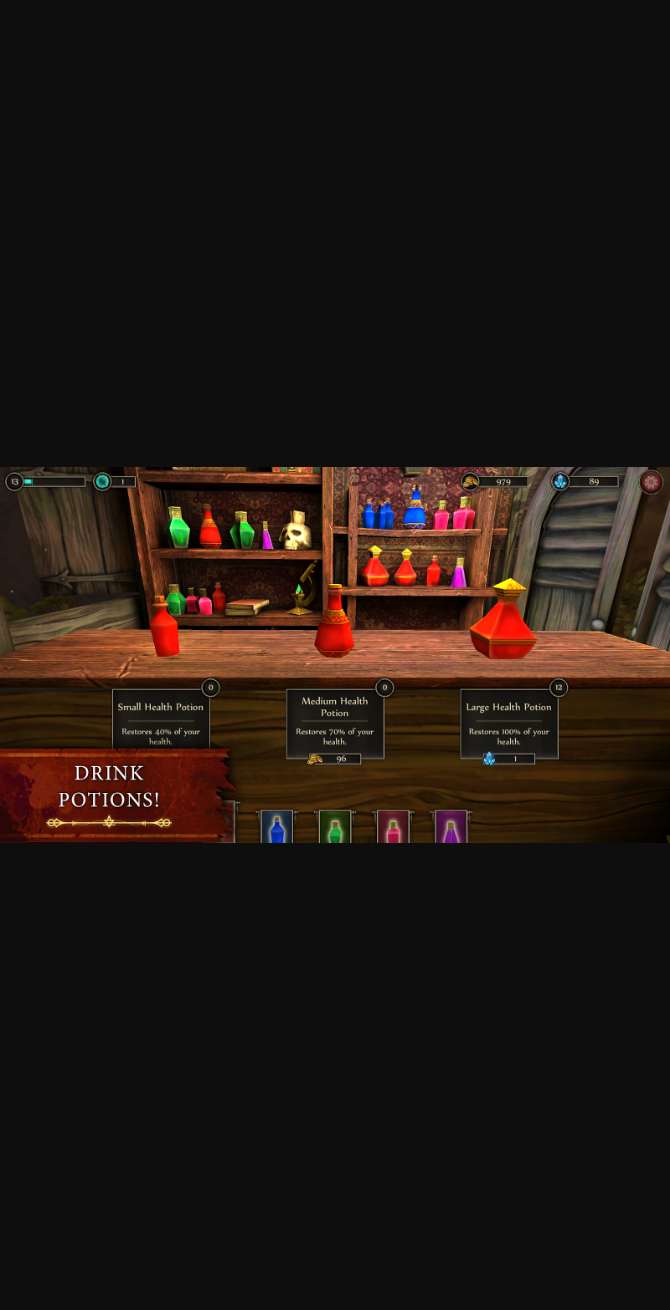 13
1
979
89
0
0
12
Small Health Potion
Restores 40% of your
health.
Medium Health
Potion
Restores 70% of your
health.
96
Large Health Potion
Restores 100% of your
health.
1
DRINK
POTIONS!